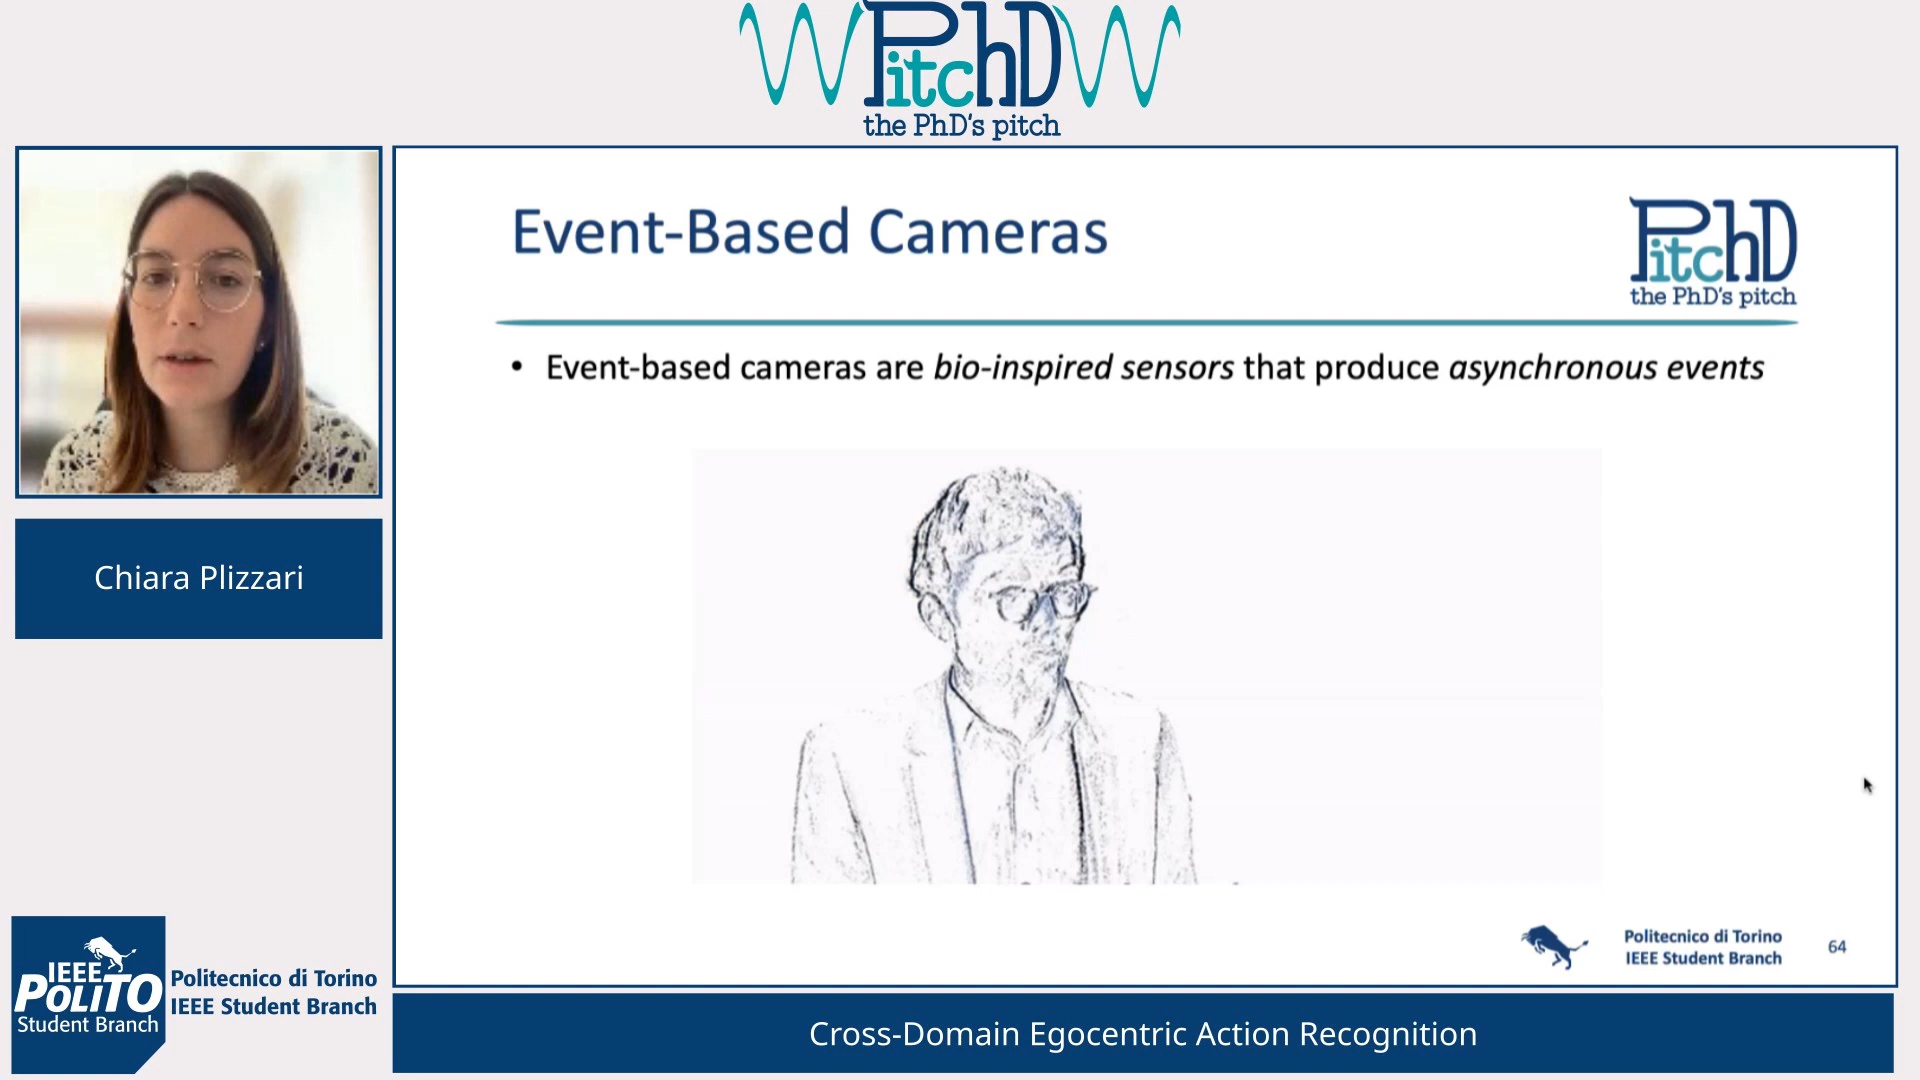 PitchD
the PhD's pitch
Event-Based Cameras
PitchD
the PhD's pitch
• Event-based cameras are bio-inspired sensors that produce asynchronous events
Chiara Plizzari
Politecnico di Torino
IEEE Student Branch
64
IEEE
POLITO
Student Branch
Politecnico di Torino
IEEE Student Branch
Cross-Domain Egocentric Action Recognition